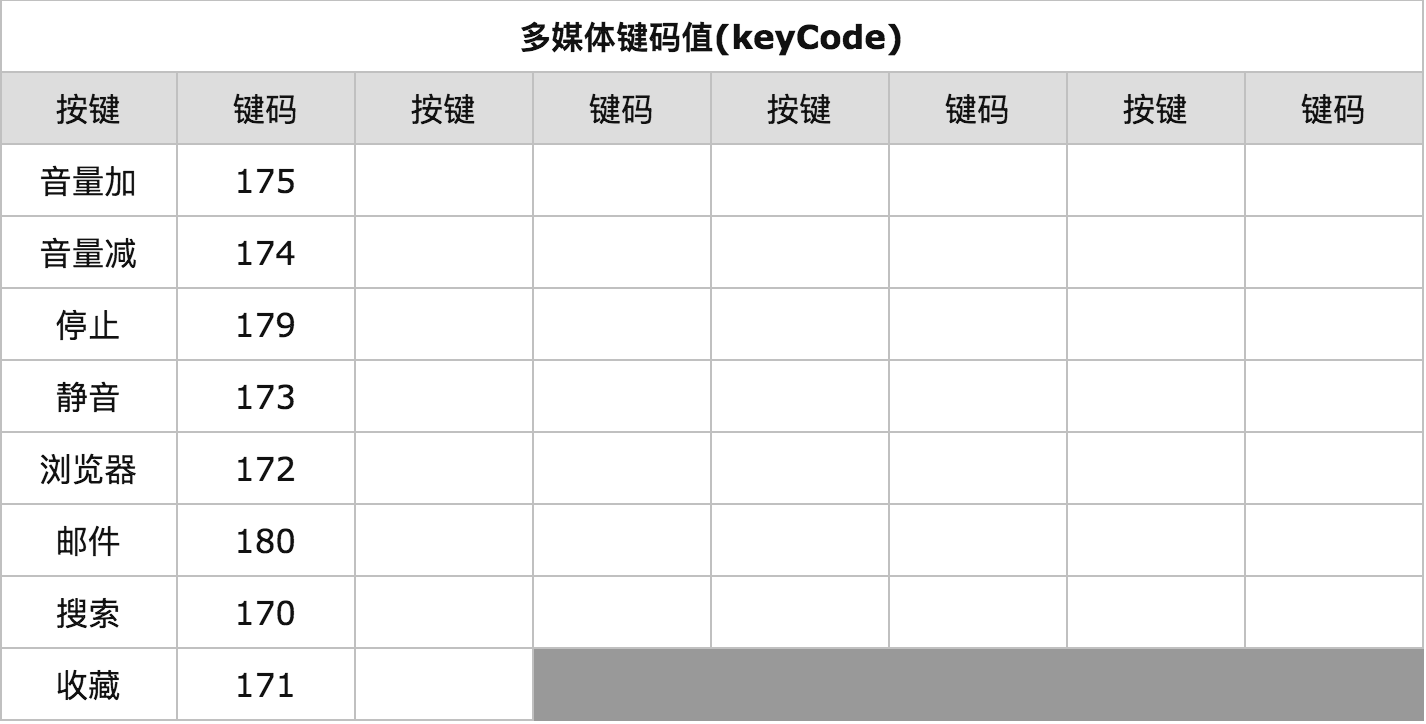 多媒体键码值(keyCode)
按键 键码 按键 键码 按键 键码 按键 键码
音量加 175
音量减 174
停止 179
静音 173
浏览器 172
邮件 180
搜索 170
收藏 171